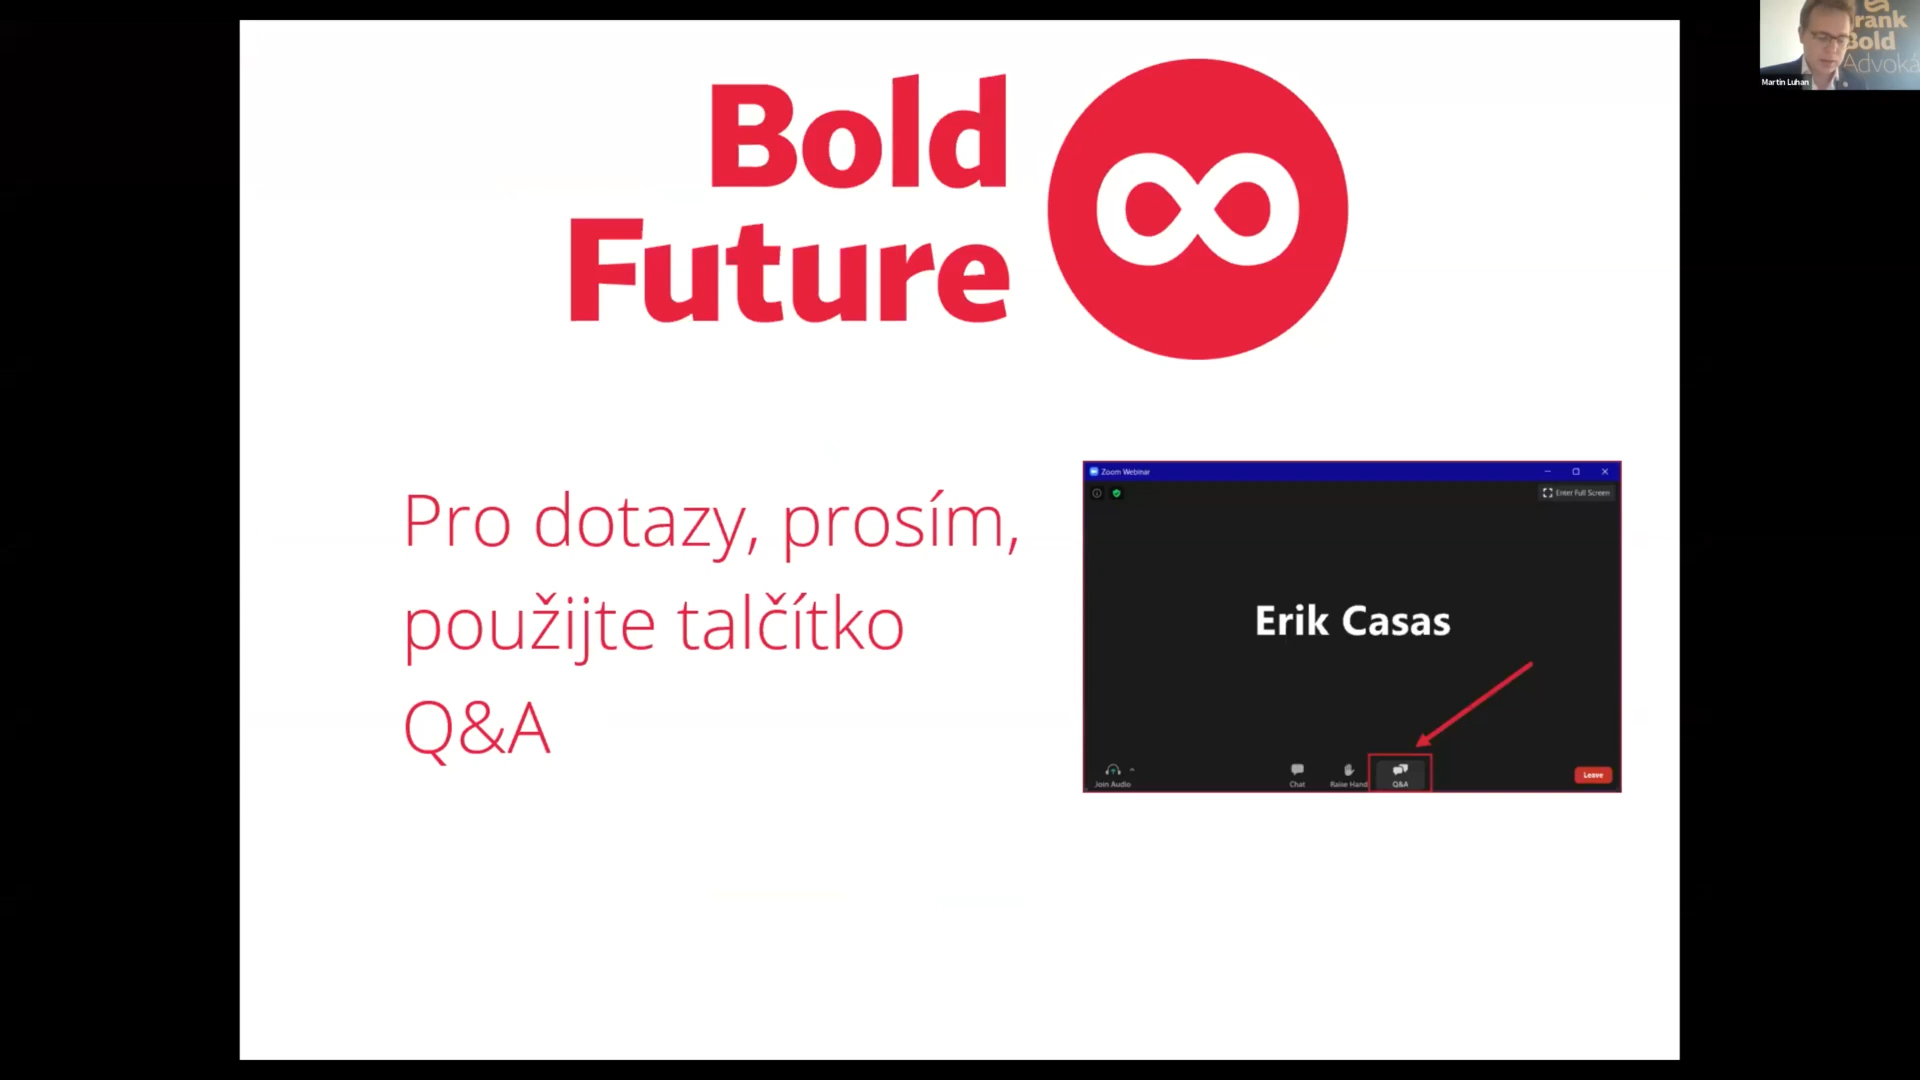 Bold
Future
Pro dotazy, prosím,
použijte talčítko
Q&A
Zoom Webinar
Enter Full Screen
Erik Casas
Join Audio
Chat
Raise Hand
Q&A
Leave
rank
Bold
Advoká
Martin Luhan